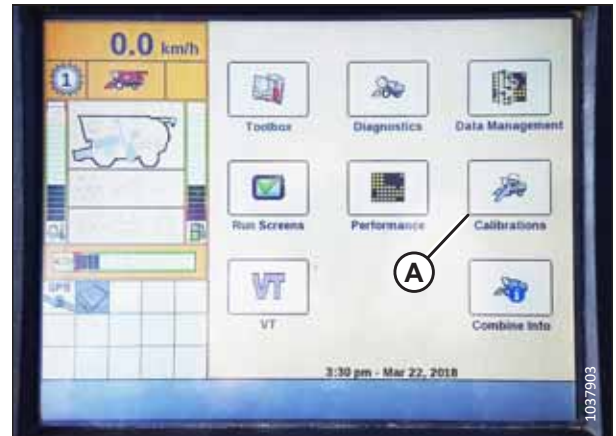 0.0 km/h
1
Toolbox
Diagnostics
Data Management
Run Screens
Performance
Calibrations
A
GPS
VT
VT
Combine Info
3:30 pm - Mar 22, 2018
1037903